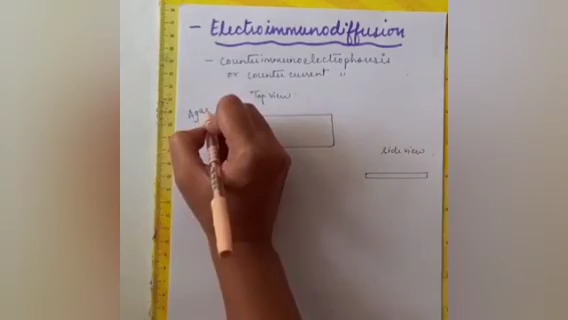 - Electroimmunodiffusion
- Counterimmunoelectrophoresis
or counter current "
Top view
Agar
side view